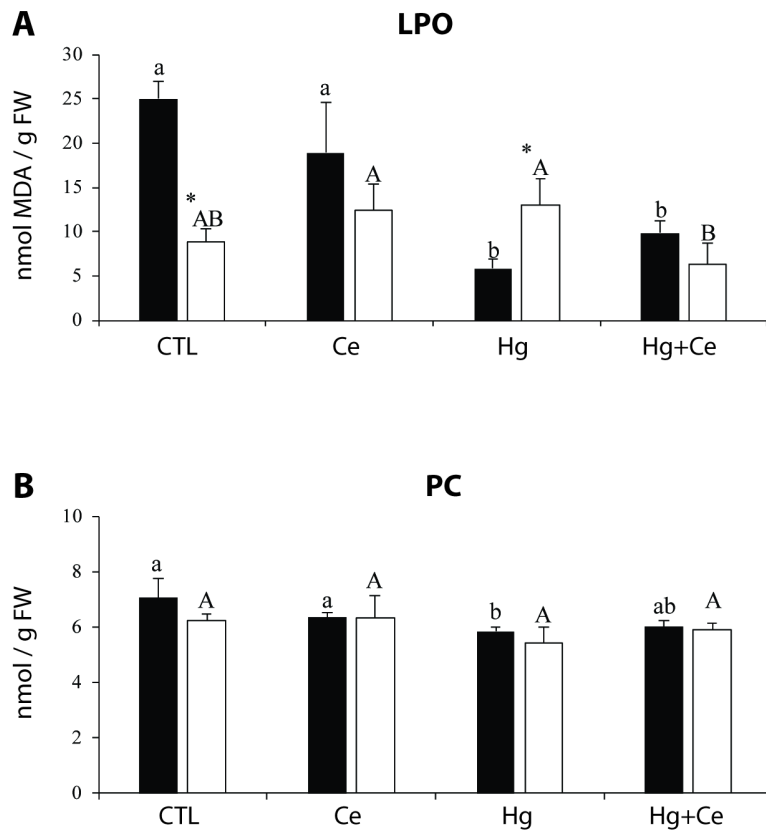 A
LPO
nmol MDA / g FW
30
25
20
15
10
5
0
a
*
AB
a
A
b
*
A
b
B
CTL
Ce
Hg
Hg+Ce
B
PC
nmol / g FW
10
8
6
4
2
0
a
A
a
A
b
A
ab
A
CTL
Ce
Hg
Hg+Ce